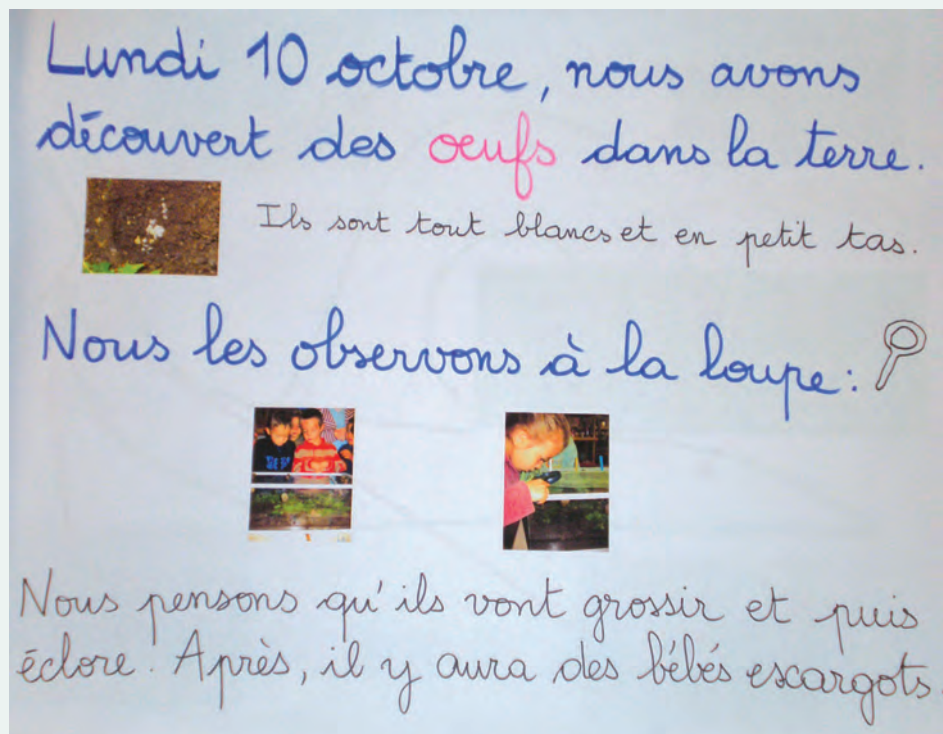 Lundi 10 octobre, nous avons
découvert des oeufs dans la terre.
Ils sont tout blancs et en petit tas.
Nous les observons à la loupe :
Nous pensons qu'ils vont grossir et puis
éclore. Après, il y aura des bébés escargots.